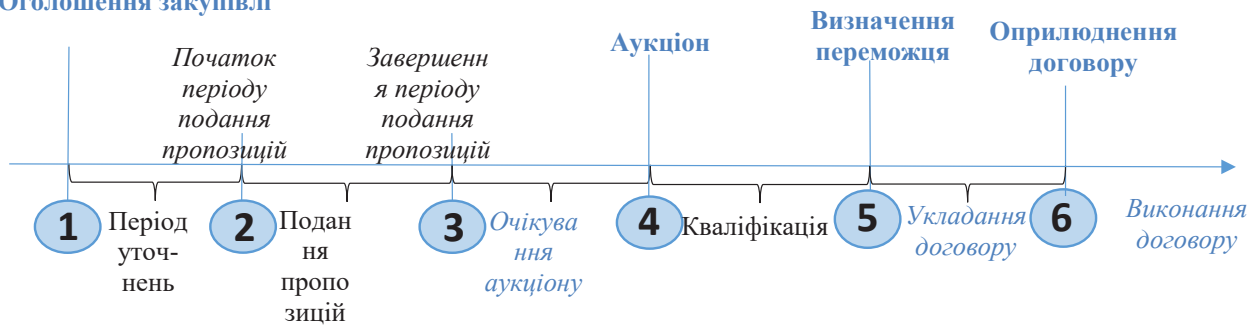 Оголошення закупівлі
Початок
періоду
подання
пропозицій
Завершенн
я періоду
подання
пропозицій
Аукціон
Визначення
переможця
Оприлюднення
договору
1
Період
уточ-
нень
2
Подан
ня
пропо
зицій
3
Очікува
ння
аукціону
4
Кваліфікація
5
Укладання
договору
6
Виконання
договору